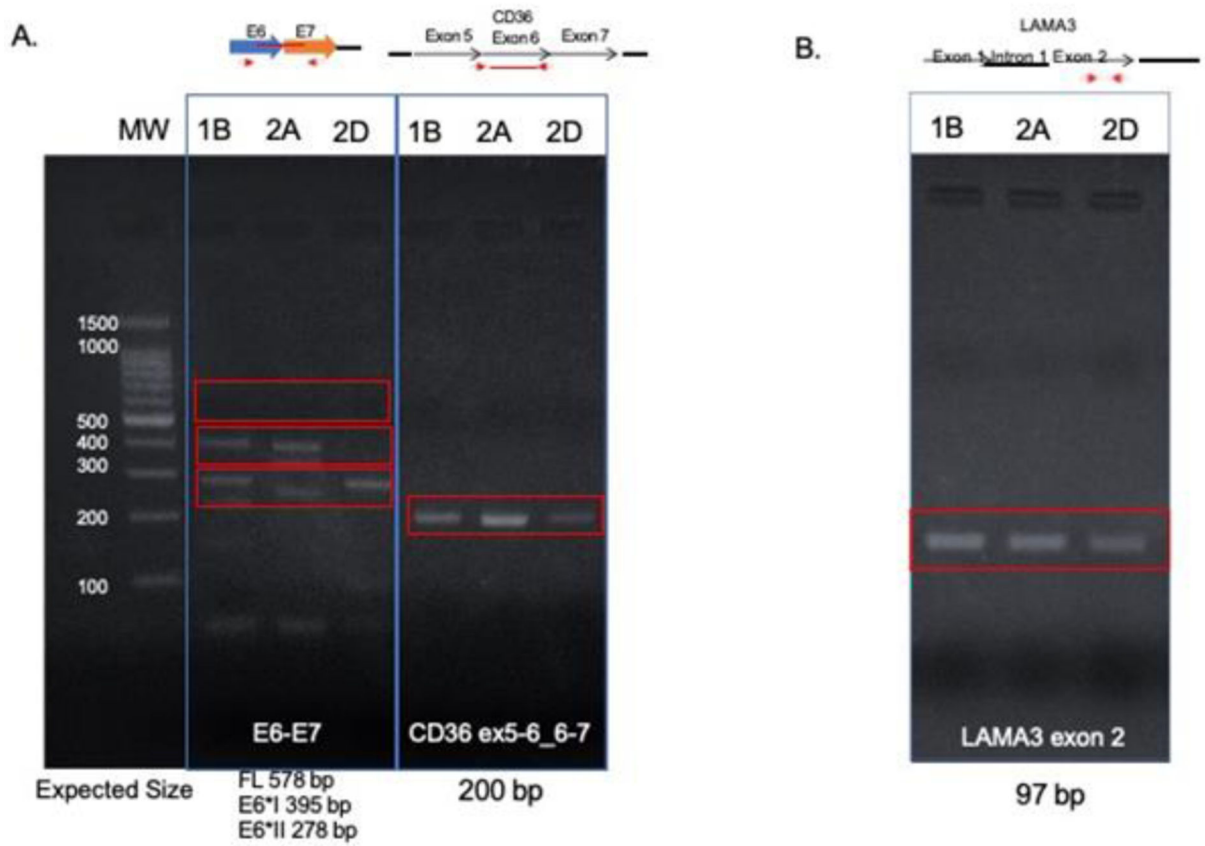 A.
E6 E7
CD36
Exon 5 Exon 6 Exon 7
MW 1B 2A 2D 1B 2A 2D
1500
1000
500
400
300
200
100
E6-E7 CD36 ex5-6_6-7
Expected Size
FL 578 bp
E6*I 395 bp
E6*II 278 bp
200 bp
B.
LAMA3
Exon 1 Intron 1 Exon 2
1B 2A 2D
LAMA3 exon 2
97 bp